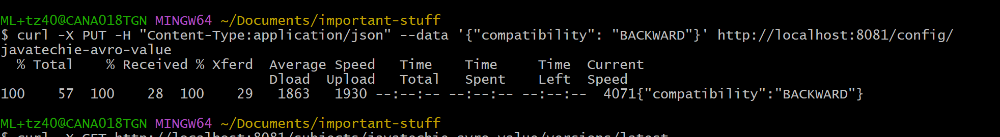 ML+tz40@CANA018TGN MINGW64 ~/Documents/important-stuff
$ curl -X PUT -H "Content-Type:application/json" --data '{"compatibility": "BACKWARD"}' http://localhost:8081/config/
javatechie-avro-value
  % Total    % Received % Xferd  Average Speed   Time    Time     Time  Current
                                 Dload  Upload   Total   Spent    Left  Speed
100    57  100    28  100    29   1863   1930 --:--:-- --:--:-- --:--:--  4071{"compatibility":"BACKWARD"}
ML+tz40@CANA018TGN MINGW64 ~/Documents/important-stuff
$ curl -X GET http://localhost:8081/subjects/javatechie-avro-value/versions/latest